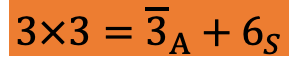 3×3 = 3̅_A + 6_S